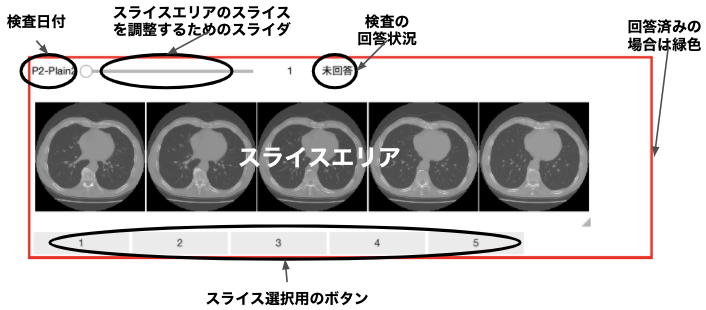 検査日付
スライスエリアのスライス
を調整するためのスライダ
検査の
回答状況
回答済みの
場合は緑色
P2-Plain2
1
未回答
スライスエリア
1
2
3
4
5
スライス選択用のボタン